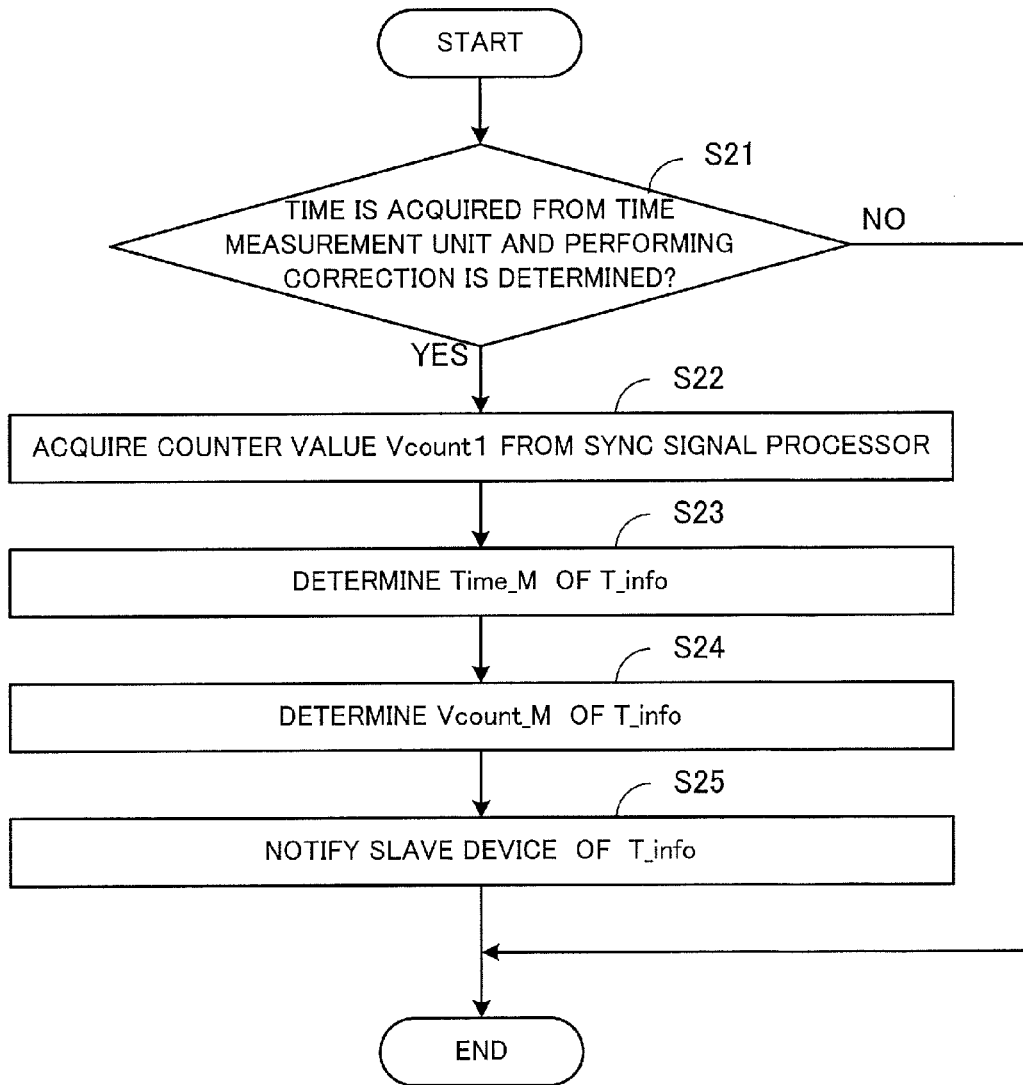 START
S21
TIME IS ACQUIRED FROM TIME
MEASUREMENT UNIT AND PERFORMING
CORRECTION IS DETERMINED?
NO
YES
S22
ACQUIRE COUNTER VALUE Vcount1 FROM SYNC SIGNAL PROCESSOR
S23
DETERMINE Time_M OF T_info
S24
DETERMINE Vcount_M OF T_info
S25
NOTIFY SLAVE DEVICE OF T_info
END